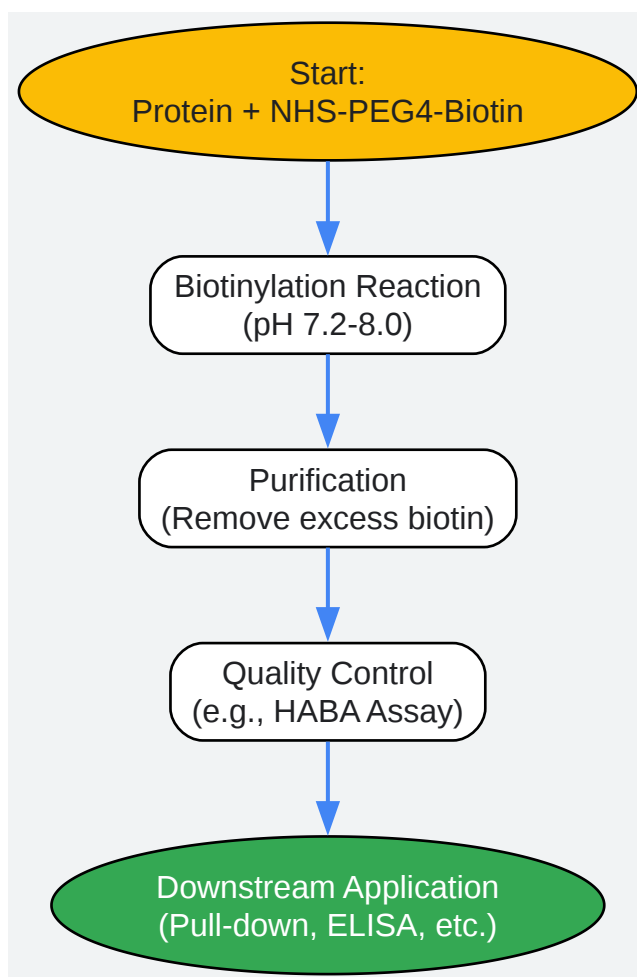 Start:
Protein + NHS-PEG4-Biotin
Biotinylation Reaction
(pH 7.2-8.0)
Purification
(Remove excess biotin)
Quality Control
(e.g., HABA Assay)
Downstream Application
(Pull-down, ELISA, etc.)